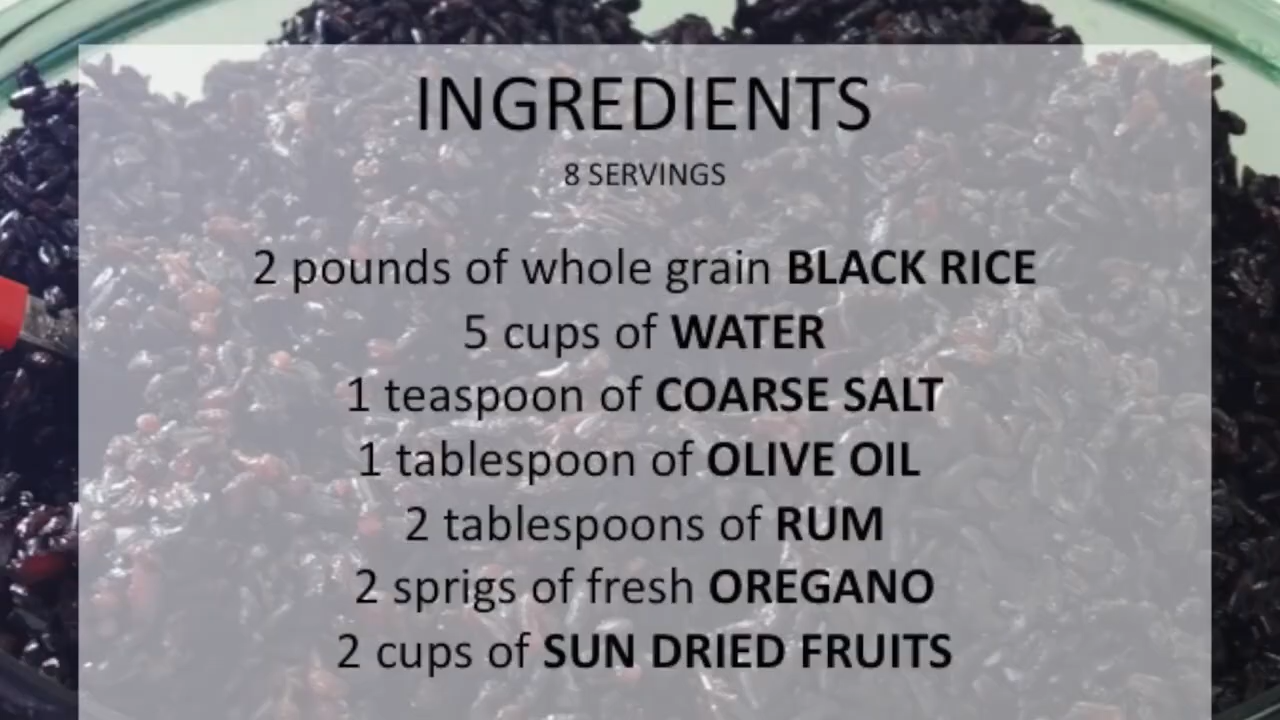 INGREDIENTS
8 SERVINGS
2 pounds of whole grain BLACK RICE
5 cups of WATER
1 teaspoon of COARSE SALT
1 tablespoon of OLIVE OIL
2 tablespoons of RUM
2 sprigs of fresh OREGANO
2 cups of SUN DRIED FRUITS